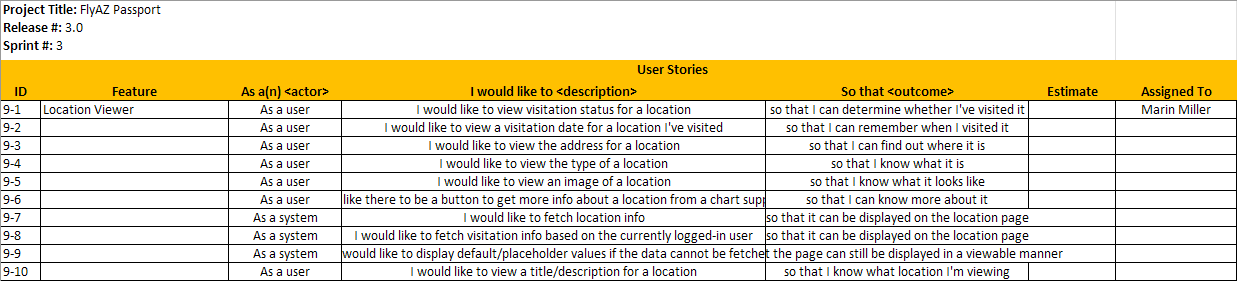 Project Title: FlyAZ Passport
Release #: 3.0
Sprint #: 3
User Stories
ID Feature As a(n) <actor> I would like to <description> So that <outcome> Estimate Assigned To
9-1 Location Viewer As a user I would like to view visitation status for a location so that I can determine whether I've visited it Marin Miller
9-2 As a user I would like to view a visitation date for a location I've visited so that I can remember when I visited it
9-3 As a user I would like to view the address for a location so that I can find out where it is
9-4 As a user I would like to view the type of a location so that I know what it is
9-5 As a user I would like to view an image of a location so that I know what it looks like
9-6 As a user like there to be a button to get more info about a location from a chart supp so that I can know more about it
9-7 As a system I would like to fetch location info so that it can be displayed on the location page
9-8 As a system I would like to fetch visitation info based on the currently logged-in user so that it can be displayed on the location page
9-9 As a system would like to display default/placeholder values if the data cannot be fetche t the page can still be displayed in a viewable manner
9-10 As a user I would like to view a title/description for a location so that I know what location I'm viewing